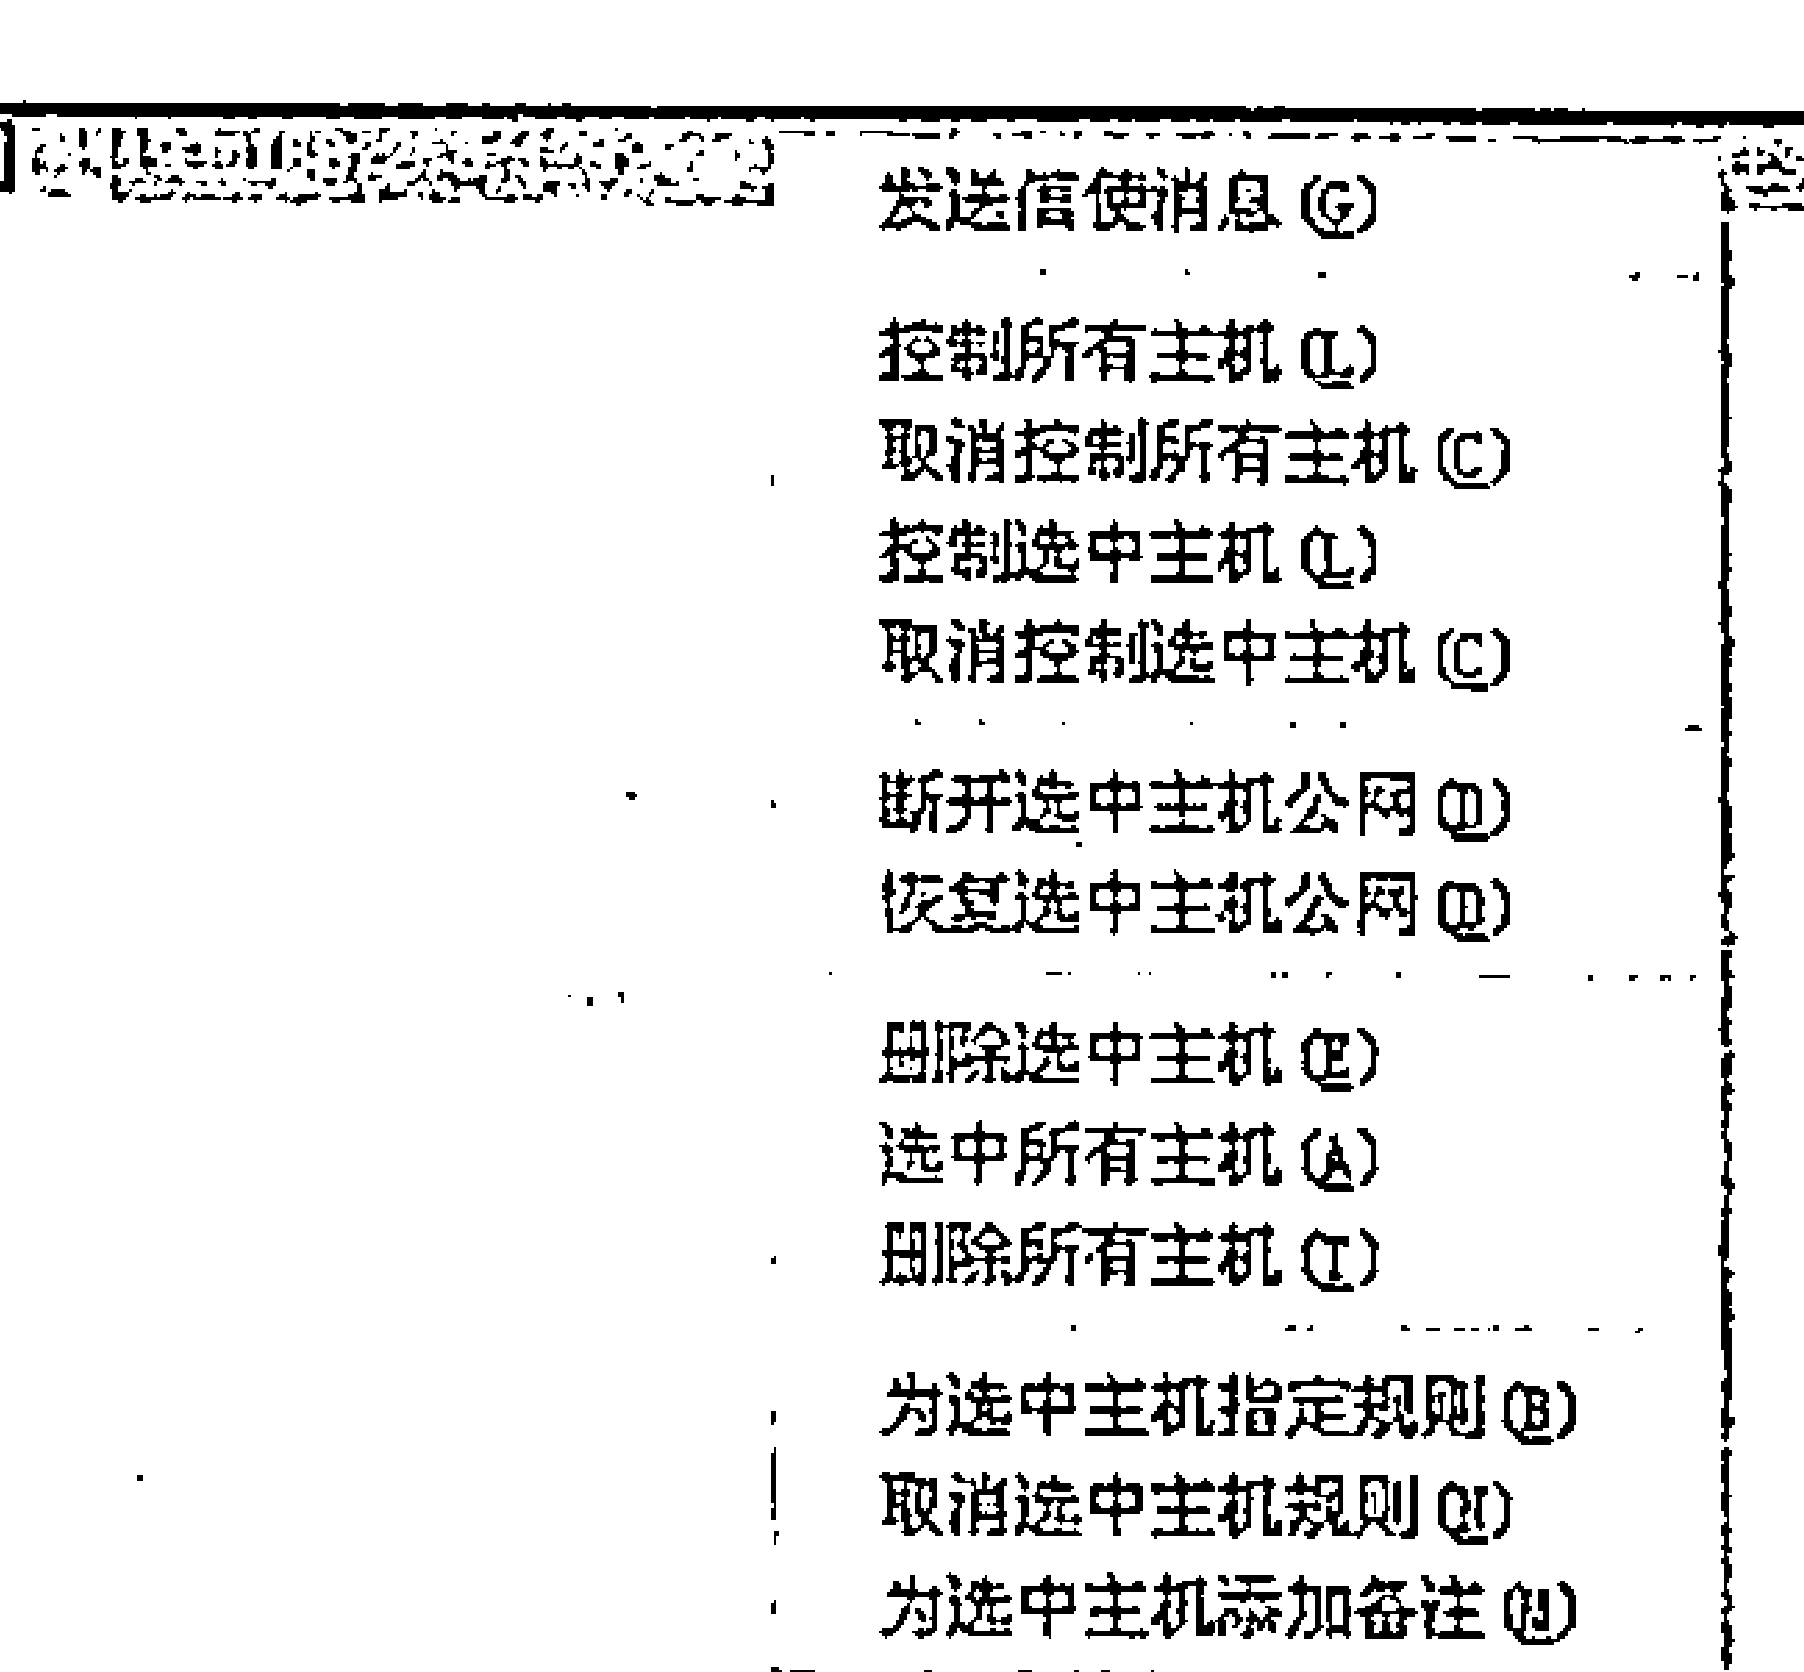 发送信使消息(G)
控制所有主机(L)
取消控制所有主机(C)
控制选中主机(L)
取消控制选中主机(C)
断开选中主机公网(D)
恢复选中主机公网(D)
删除选中主机(E)
选中所有主机(A)
删除所有主机(T)
为选中主机指定规则(B)
取消选中主机规则(N)
为选中主机添加备注(N)